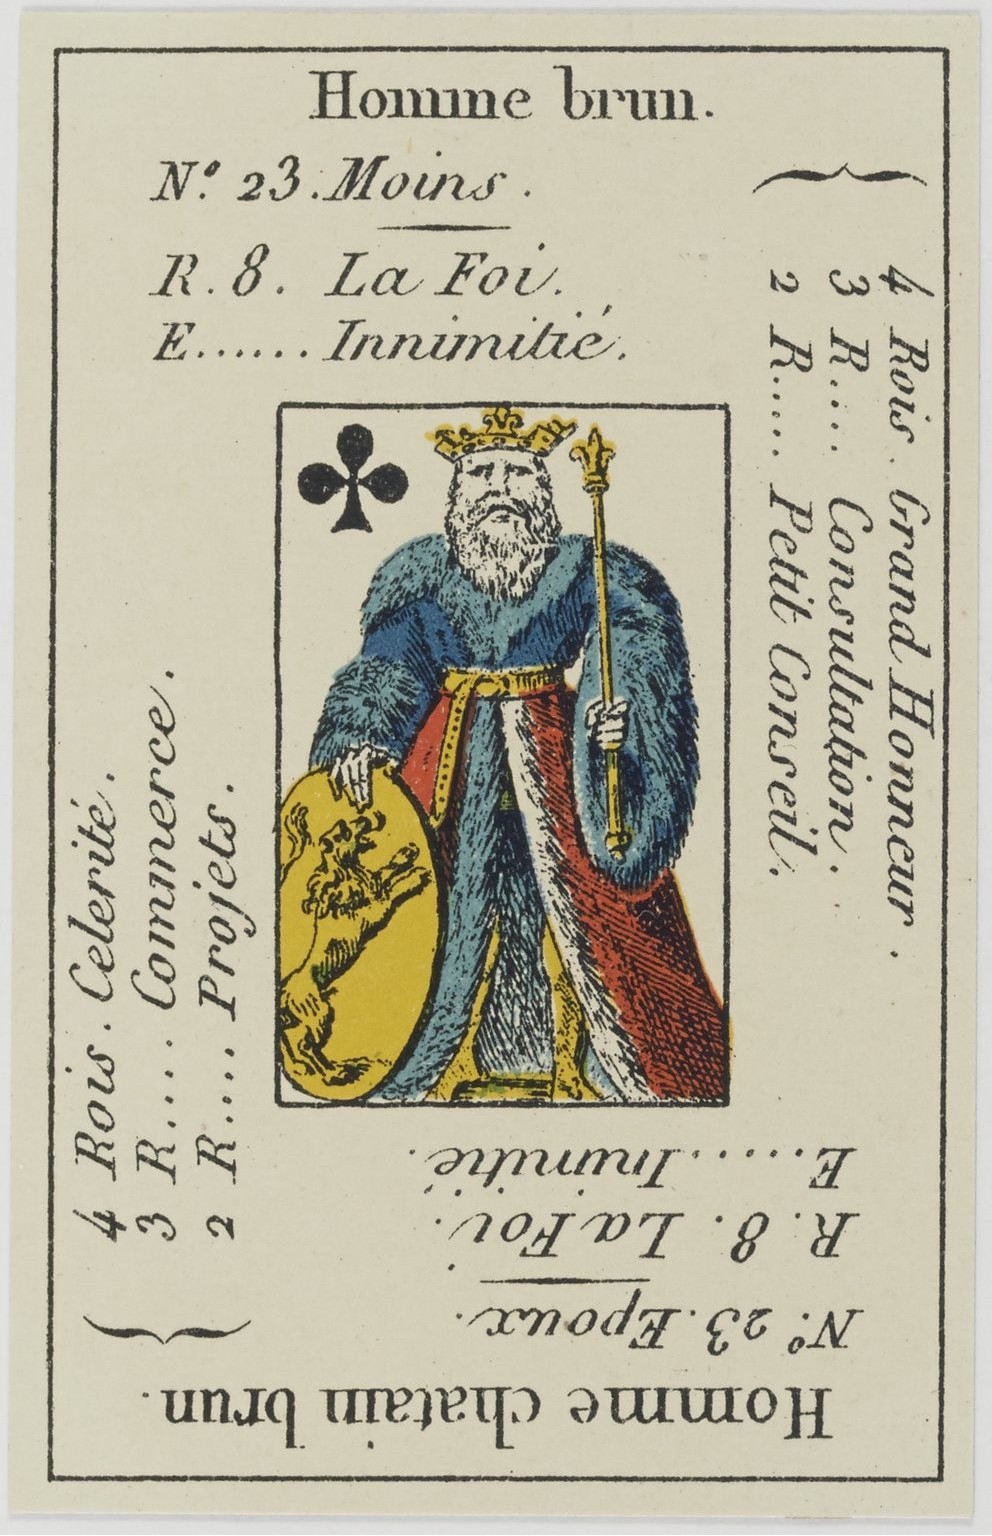 Homme brun.
N.º 23. Moins.
R. 8. La Foi.
E...... Innimitié.
4 Rois. Grand Honneur.
3 R.... Consultation.
2 R..... Petit Conseil.
4 Rois. Celerité.
3 R.... Commerce.
2 R.... Projets.
Homme chatain brun.
N.º 23. Epoux.
R. 8. La Foi.
E...... Inimitié.